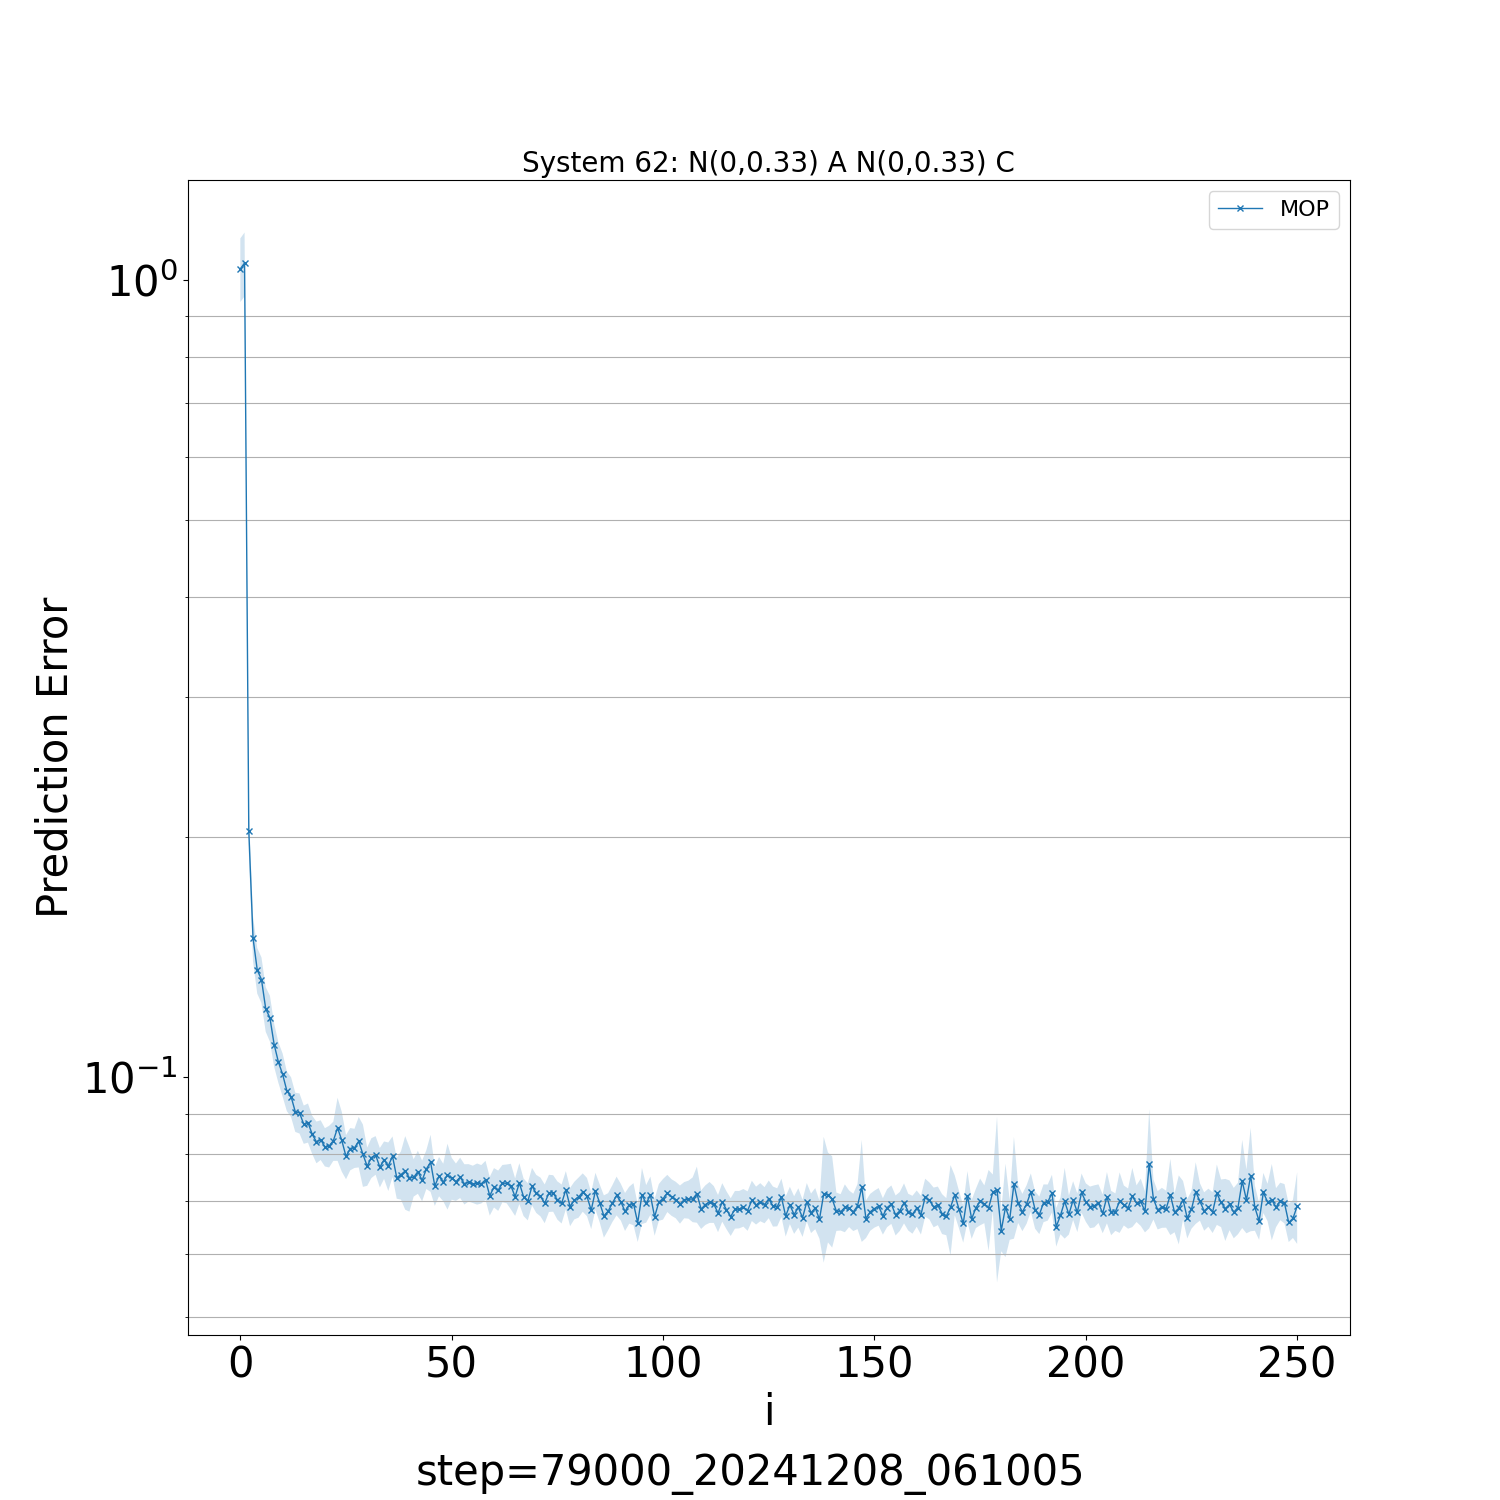 System 62: N(0,0.33) A N(0,0.33) C
MOP
10⁰
10⁻¹
Prediction Error
0 50 100 150 200 250
i
step=79000_20241208_061005